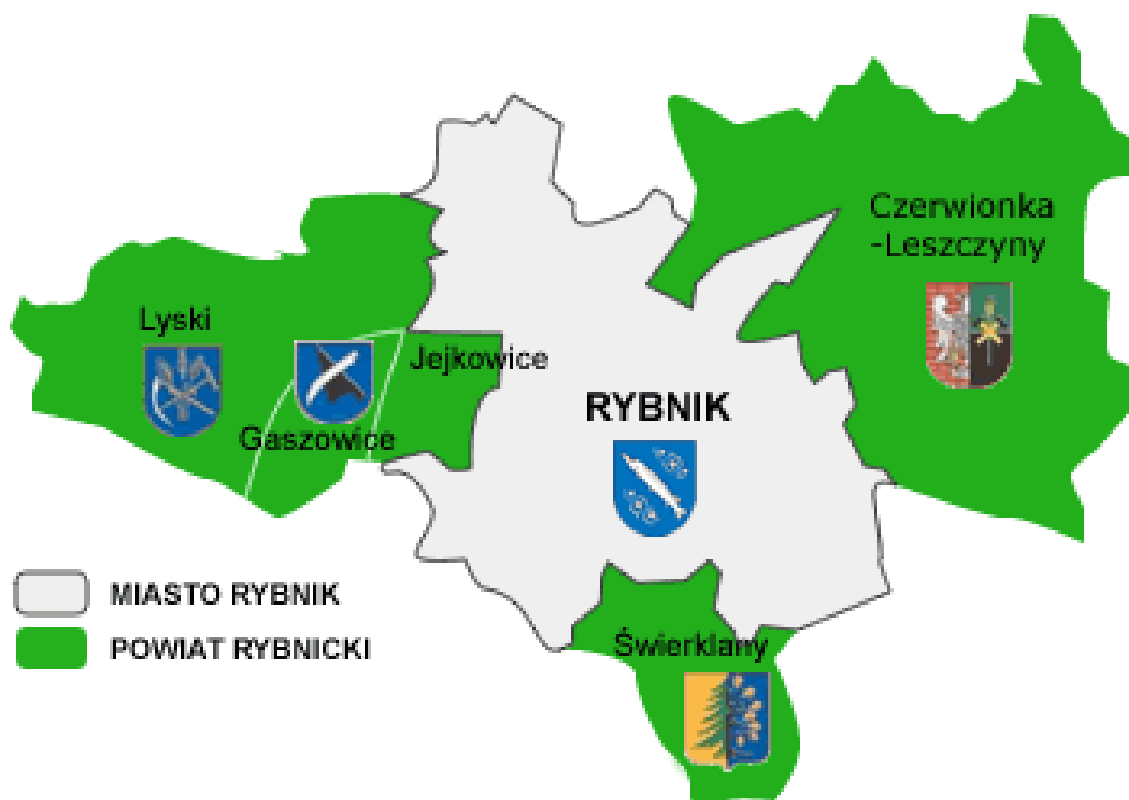 Czerwionka
-Leszczyny
Lyski
Jejkowice
RYBNIK
Gaszowice
MIASTO RYBNIK
POWIAT RYBNICKI
Świerklany